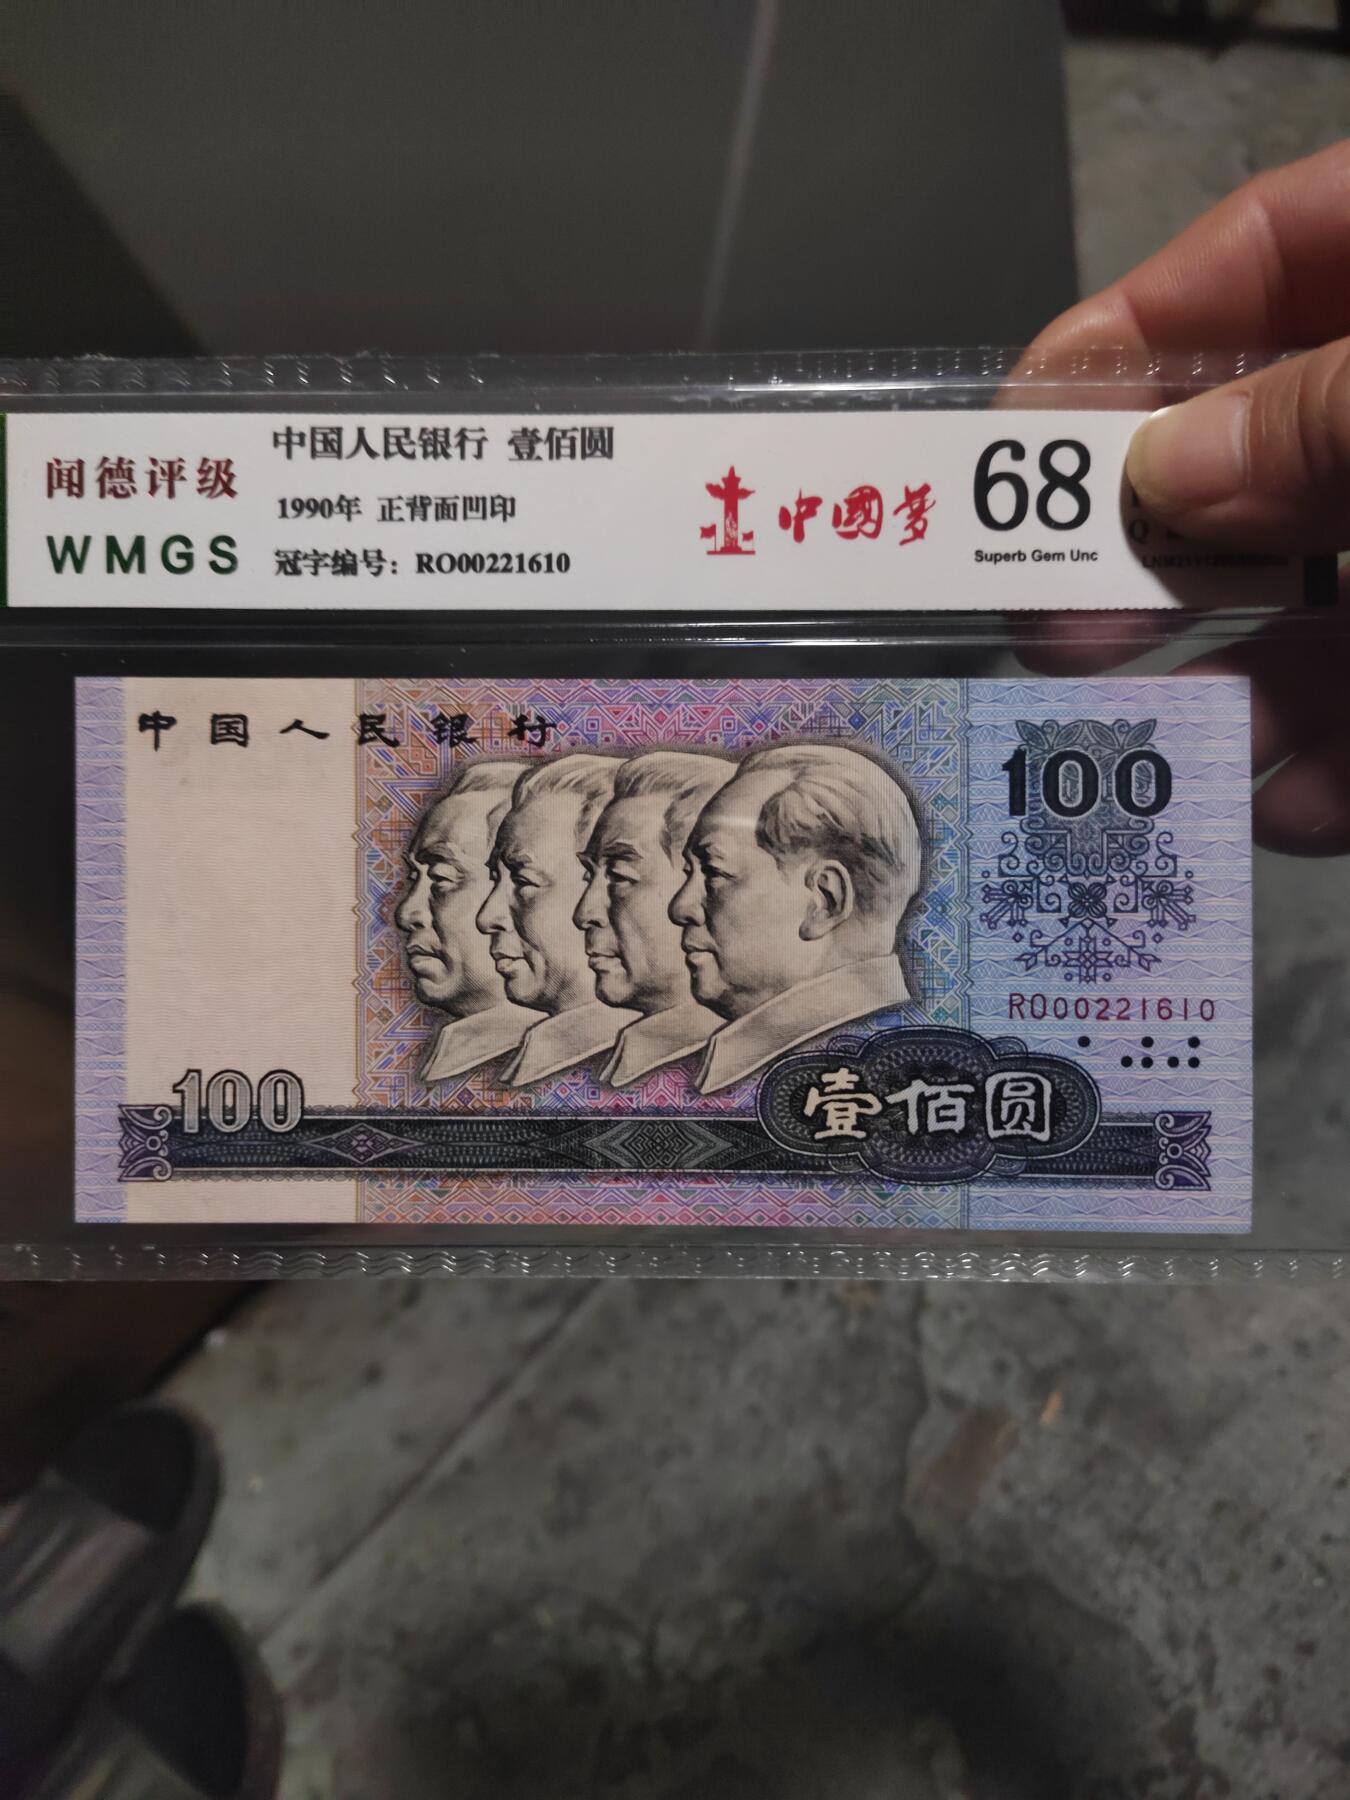 闻德评级
WMGS
中国人民银行 壹佰圆
1990年 正背面凹印
冠字编号：RO00221610
中國梦
68
Superb Gem Unc
Q
中国人民银行
100
RO00221610
100
壹佰圆